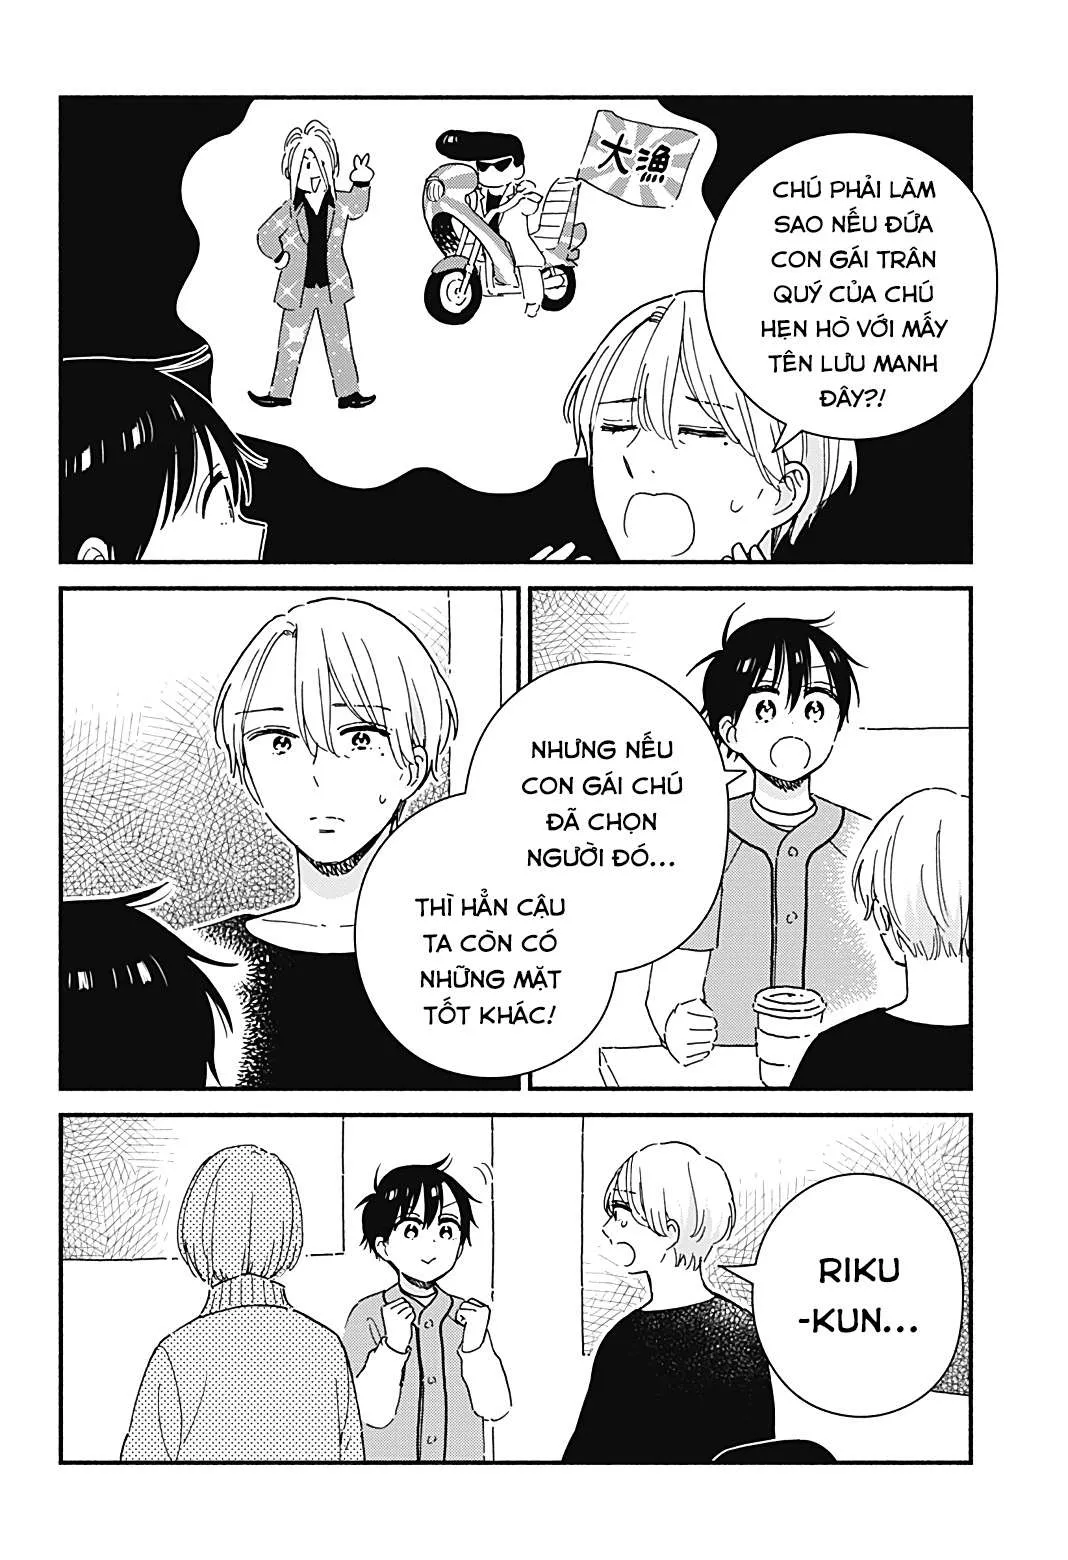 大漁
CHÚ PHẢI LÀM
SAO NẾU ĐỨA
CON GÁI TRÂN
QUÝ CỦA CHÚ
HẸN HÒ VỚI MẤY
TÊN LƯU MANH
ĐÂY?!
NHƯNG NẾU
CON GÁI CHÚ
ĐÃ CHỌN
NGƯỜI ĐÓ...
THÌ HẲN CẬU
TA CÒN CÓ
NHỮNG MẶT
TỐT KHÁC!
RIKU
-KUN...